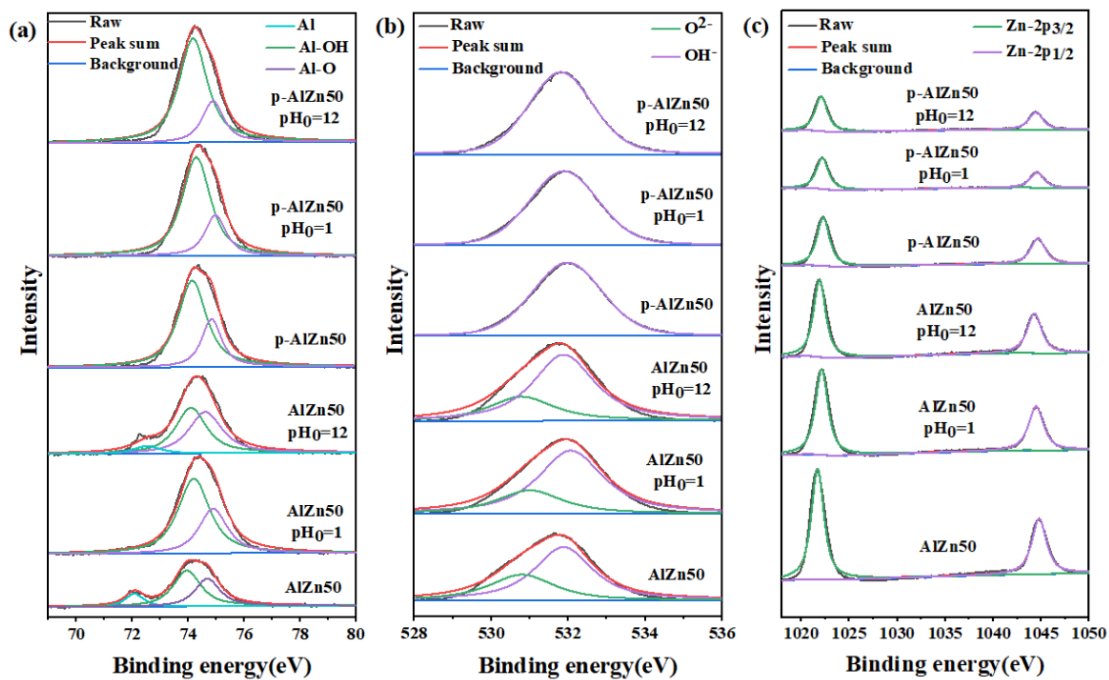 (a)
Raw
Peak sum
Background
Al
Al-OH
Al-O
p-AlZn50
pH0=12
p-AlZn50
pH0=1
p-AlZn50
AlZn50
pH0=12
AlZn50
pH0=1
AlZn50
Intensity
70 72 74 76 78 80
Binding energy(eV)
(b)
Raw
Peak sum
Background
O2-
OH-
p-AlZn50
pH0=12
p-AlZn50
pH0=1
p-AlZn50
AlZn50
pH0=12
AlZn50
pH0=1
AlZn50
Intensity
528 530 532 534 536
Binding energy(eV)
(c)
Raw
Peak sum
Background
Zn-2p3/2
Zn-2p1/2
p-AlZn50
pH0=12
p-AlZn50
pH0=1
p-AlZn50
AlZn50
pH0=12
AlZn50
pH0=1
AlZn50
Intensity
1020 1025 1030 1035 1040 1045 1050
Binding energy(eV)